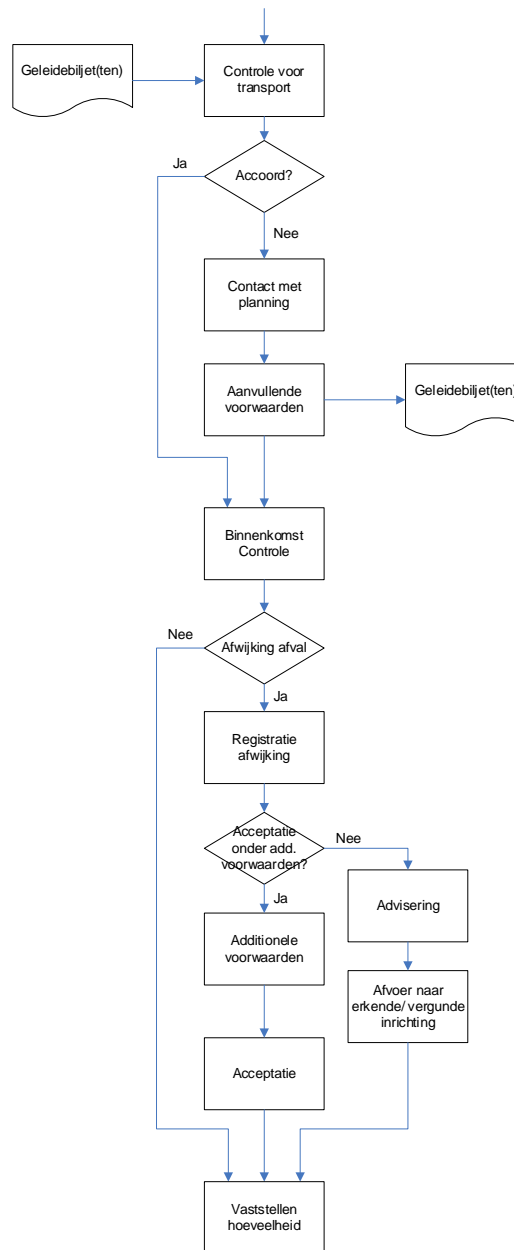 Geleidebiljet(ten)
Controle voor
transport
Ja
Accoord?
Nee
Contact met
planning
Aanvullende
voorwaarden
Geleidebiljet(ten)
Binnenkomst
Controle
Nee
Afwijking afval
Ja
Registratie
afwijking
Acceptatie
onder add.
voorwaarden?
Nee
Ja
Advisering
Additionele
voorwaarden
Afvoer naar
erkende/ vergunde
inrichting
Acceptatie
Vaststellen
hoeveelheid